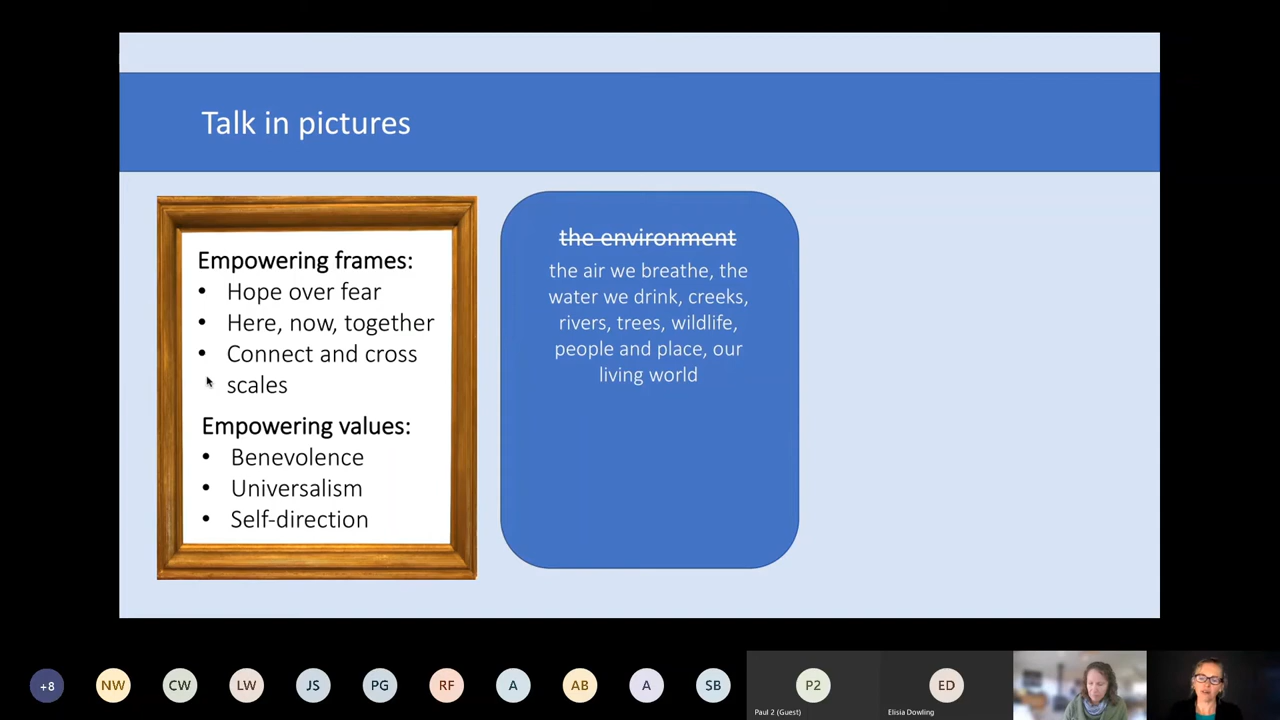 Talk in pictures
Empowering frames:
• Hope over fear
• Here, now, together
• Connect and cross
scales
Empowering values:
• Benevolence
• Universalism
• Self-direction
the environment
the air we breathe, the
water we drink, creeks,
rivers, trees, wildlife,
people and place, our
living world
+8
NW
CW
LW
JS
PG
RF
A
AB
A
SB
P2
Paul 2 (Guest)
ED
Elisia Dowling